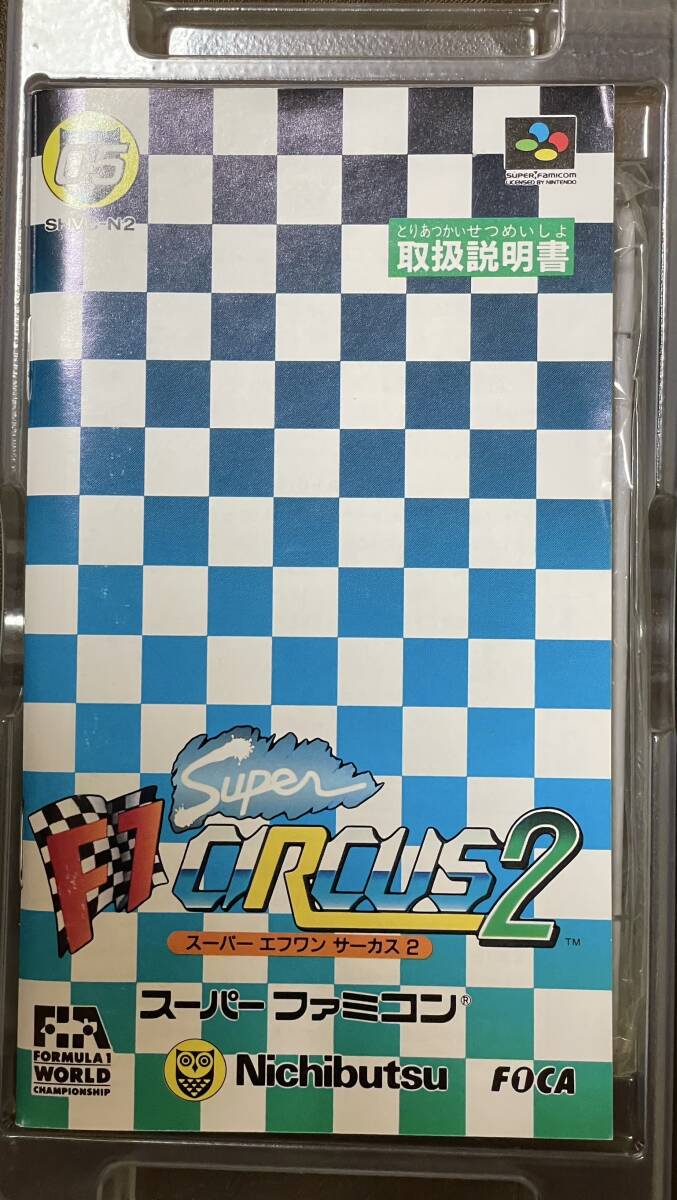 05
SHVC-N2
SUPER FAMICOM
LICENSED BY NINTENDO
とりあつかいせつめいしょ
取扱説明書
Super
F1 CIRCUS 2 TM
スーパー エフワン サーカス 2
スーパーファミコン®
FIA
FORMULA 1
WORLD
CHAMPIONSHIP
Nichibutsu
FOCA